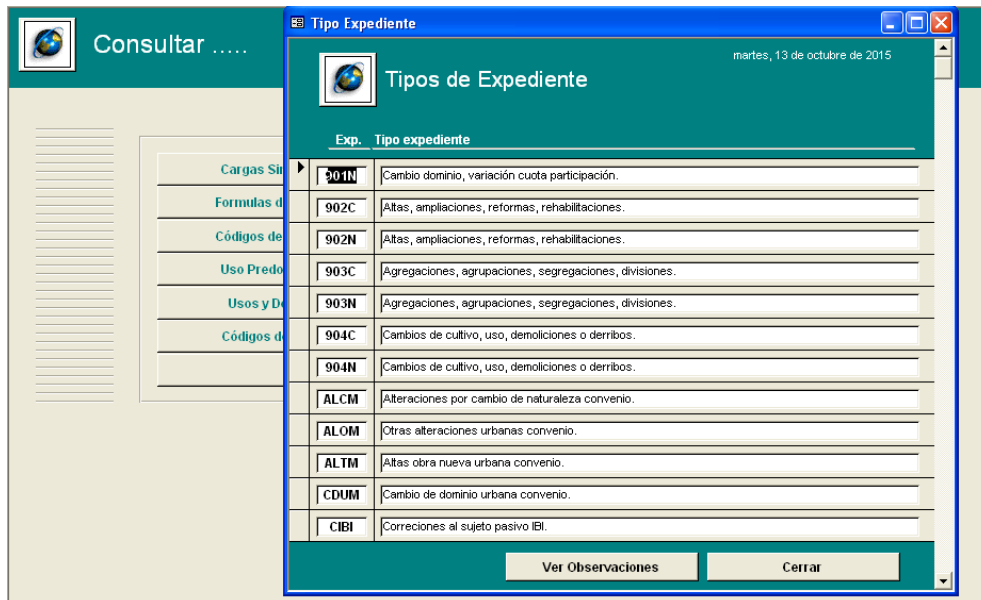 Consultar .....
Cargas Sin
Formulas d
Códigos de
Uso Predo
Usos y De
Códigos de
Tipo Expediente
martes, 13 de octubre de 2015
Tipos de Expediente
Exp. Tipo expediente
901N Cambio dominio, variación cuota participación.
902C Altas, ampliaciones, reformas, rehabilitaciones.
902N Altas, ampliaciones, reformas, rehabilitaciones.
903C Agregaciones, agrupaciones, segregaciones, divisiones.
903N Agregaciones, agrupaciones, segregaciones, divisiones.
904C Cambios de cultivo, uso, demoliciones o derribos.
904N Cambios de cultivo, uso, demoliciones o derribos.
ALCM Alteraciones por cambio de naturaleza convenio.
ALOM Otras alteraciones urbanas convenio.
ALTM Altas obra nueva urbana convenio.
CDUM Cambio de dominio urbana convenio.
CIBI Correciones al sujeto pasivo IBI.
Ver Observaciones Cerrar